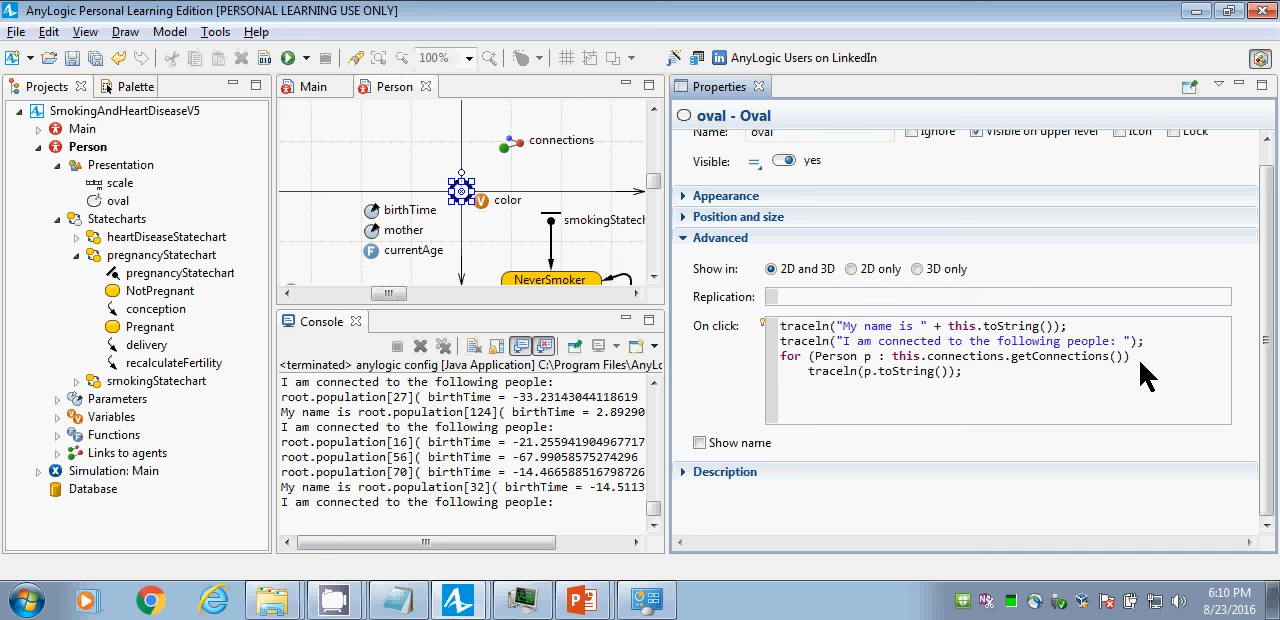 AnyLogic Personal Learning Edition [PERSONAL LEARNING USE ONLY]
File Edit View Draw Model Tools Help
100%
AnyLogic Users on LinkedIn
Projects
Palette
SmokingAndHeartDiseaseV5
Main
Person
Presentation
scale
oval
Statecharts
heartDiseaseStatechart
pregnancyStatechart
pregnancyStatechart
NotPregnant
conception
Pregnant
delivery
recalculateFertility
smokingStatechart
Parameters
Variables
Functions
Links to agents
Simulation: Main
Database
Main
Person
connections
color
birthTime
mother
currentAge
smokingStatech
NeverSmoker
Console
<terminated> anylogic config [Java Application] C:\Program Files\AnyLo
I am connected to the following people:
root.population[27]( birthTime = -33.23143044118619
My name is root.population[124]( birthTime = 2.89290
I am connected to the following people:
root.population[16]( birthTime = -21.255941904967717
root.population[56]( birthTime = -67.99058575274296
root.population[70]( birthTime = -14.496588516798726
My name is root.population[32]( birthTime = -14.5113
I am connected to the following people:
Properties
oval - Oval
Name: oval Ignore Visible on upper level Icon Lock
Visible: yes
Appearance
Position and size
Advanced
Show in: 2D and 3D 2D only 3D only
Replication:
On click:
traceln("My name is " + this.toString());
traceln("I am connected to the following people: ");
for (Person p : this.connections.getConnections())
traceln(p.toString());
Show name
Description
6:10 PM
8/23/2016